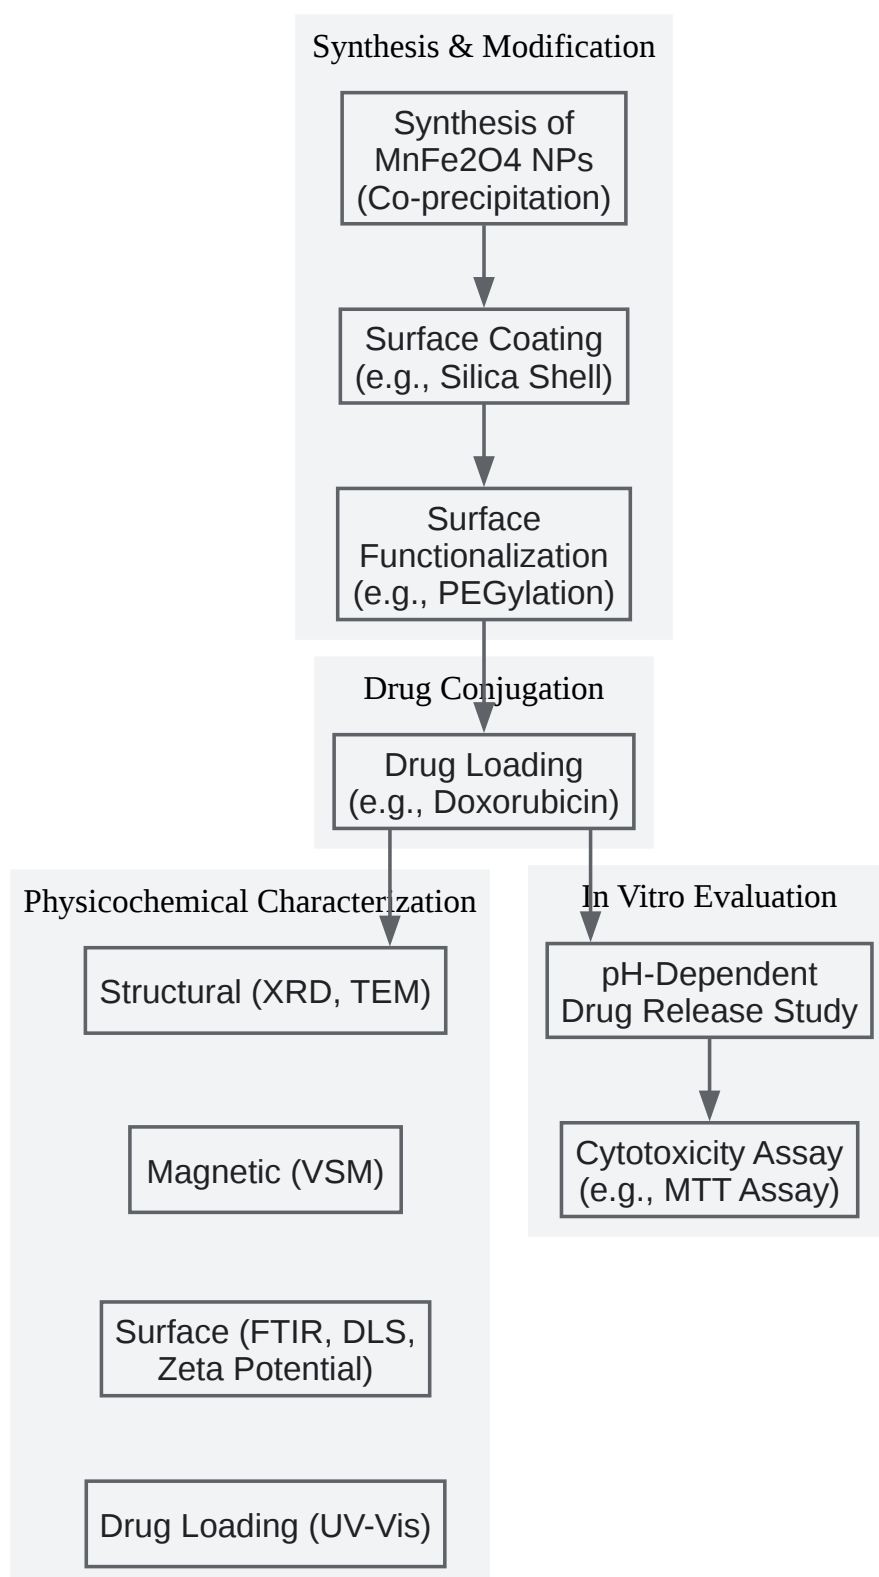 Synthesis & Modification
Synthesis of
MnFe2O4 NPs
(Co-precipitation)
Surface Coating
(e.g., Silica Shell)
Surface
Functionalization
(e.g., PEGylation)
Drug Conjugation
Drug Loading
(e.g., Doxorubicin)
Physicochemical Characterization
Structural (XRD, TEM)
Magnetic (VSM)
Surface (FTIR, DLS,
Zeta Potential)
Drug Loading (UV-Vis)
In Vitro Evaluation
pH-Dependent
Drug Release Study
Cytotoxicity Assay
(e.g., MTT Assay)